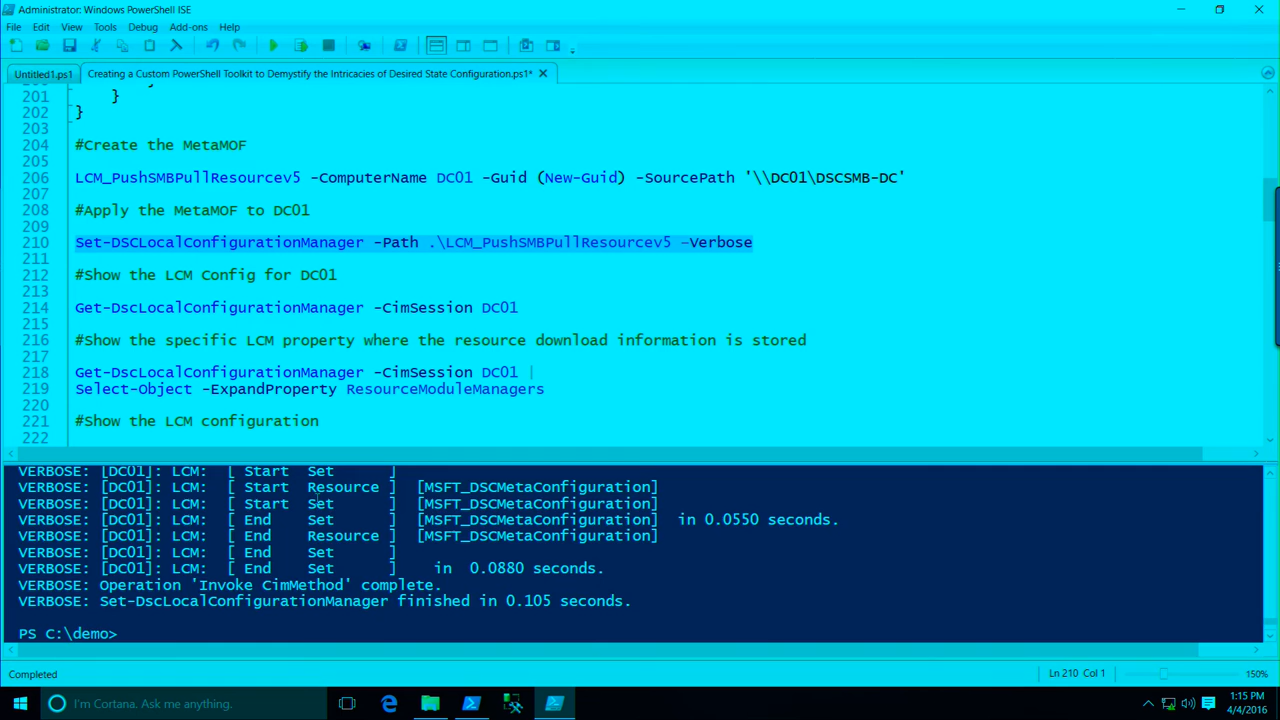 Administrator: Windows PowerShell ISE
File Edit View Tools Debug Add-ons Help
Untitled1.ps1 Creating a Custom PowerShell Toolkit to Demystify the Intricacies of Desired State Configuration.ps1*
201 }
202 }
203
204 #Create the MetaMOF
205
206 LCM_PushSMBPullResourcev5 -ComputerName DC01 -Guid (New-Guid) -SourcePath '\\DC01\DSCSMB-DC'
207
208 #Apply the MetaMOF to DC01
209
210 Set-DSCLocalConfigurationManager -Path .\LCM_PushSMBPullResourcev5 –Verbose
211
212 #Show the LCM Config for DC01
213
214 Get-DscLocalConfigurationManager -CimSession DC01
215
216 #Show the specific LCM property where the resource download information is stored
217
218 Get-DscLocalConfigurationManager -CimSession DC01 |
219 Select-Object -ExpandProperty ResourceModuleManagers
220
221 #Show the LCM configuration
222
VERBOSE: [DC01]: LCM: [ Start Set ]
VERBOSE: [DC01]: LCM: [ Start Resource ] [MSFT_DSCMetaConfiguration]
VERBOSE: [DC01]: LCM: [ Start Set ] [MSFT_DSCMetaConfiguration]
VERBOSE: [DC01]: LCM: [ End Set ] [MSFT_DSCMetaConfiguration] in 0.0550 seconds.
VERBOSE: [DC01]: LCM: [ End Resource ] [MSFT_DSCMetaConfiguration]
VERBOSE: [DC01]: LCM: [ End Set ]
VERBOSE: [DC01]: LCM: [ End Set ] in 0.0880 seconds.
VERBOSE: Operation 'Invoke CimMethod' complete.
VERBOSE: Set-DscLocalConfigurationManager finished in 0.105 seconds.
PS C:\demo>
Completed Ln 210 Col 1 150%
I'm Cortana. Ask me anything.
1:15 PM
4/4/2016